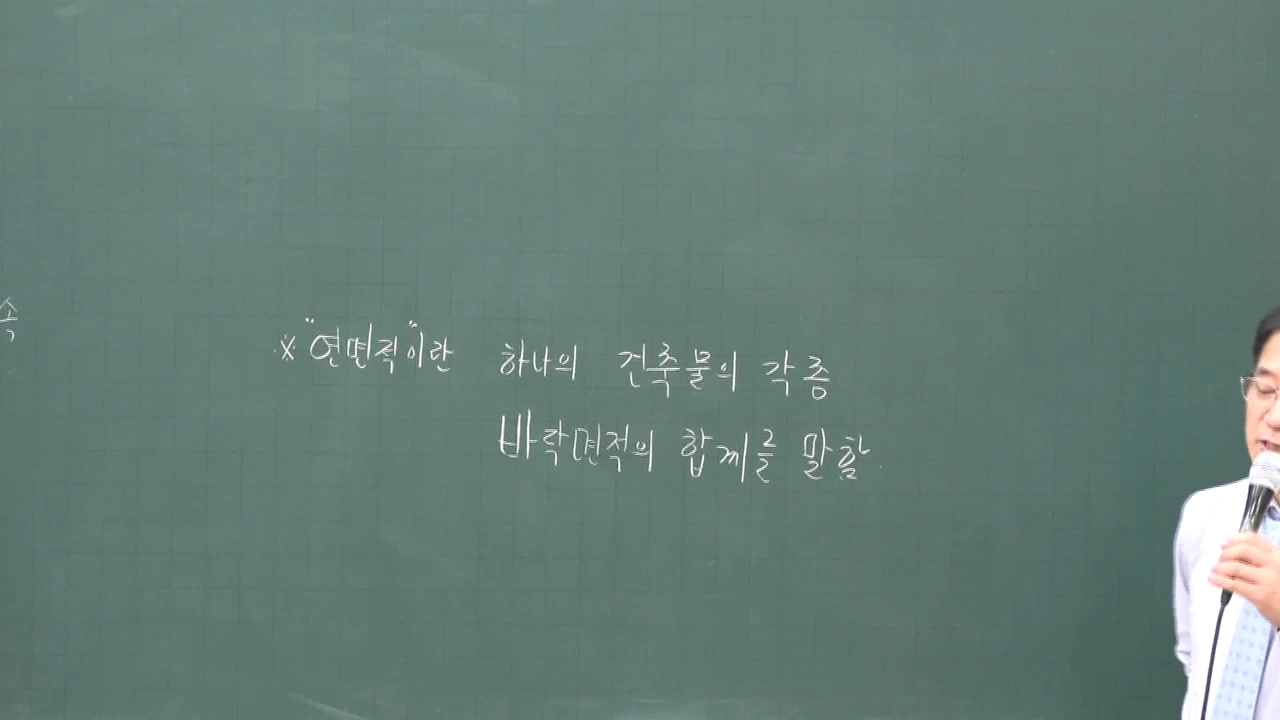 속
※ "연면적"이란 하나의 건축물의 각 층
바닥면적의 합계를 말함.